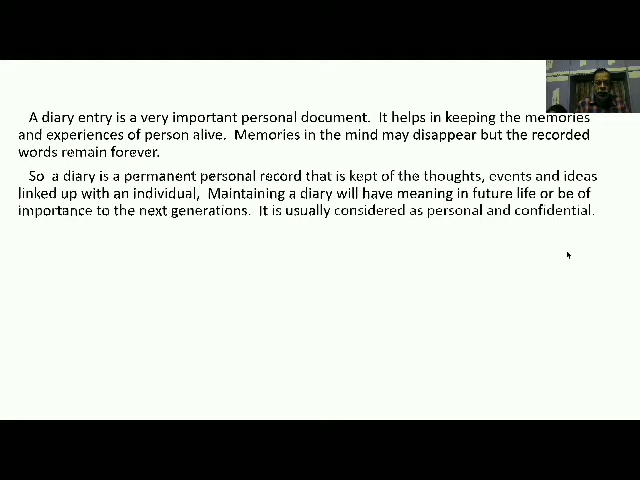 A diary entry is a very important personal document.  It helps in keeping the memories
and experiences of person alive.  Memories in the mind may disappear but the recorded
words remain forever.
So  a diary is a permanent personal record that is kept of the thoughts, events and ideas
linked up with an individual,  Maintaining a diary will have meaning in future life or be of
importance to the next generations.  It is usually considered as personal and confidential.